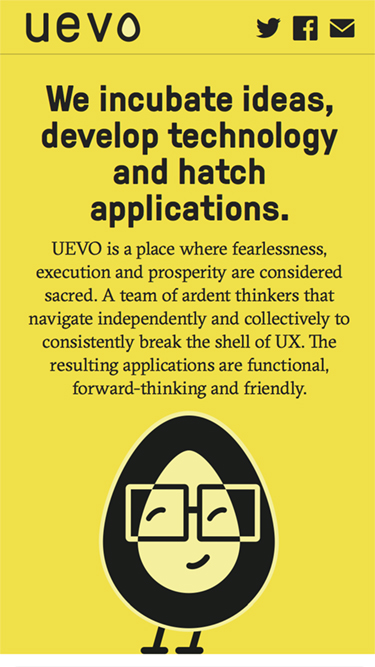 uevo
We incubate ideas,
develop technology
and hatch
applications.
UEVO is a place where fearlessness,
execution and prosperity are considered
sacred. A team of ardent thinkers that
navigate independently and collectively to
consistently break the shell of UX. The
resulting applications are functional,
forward-thinking and friendly.